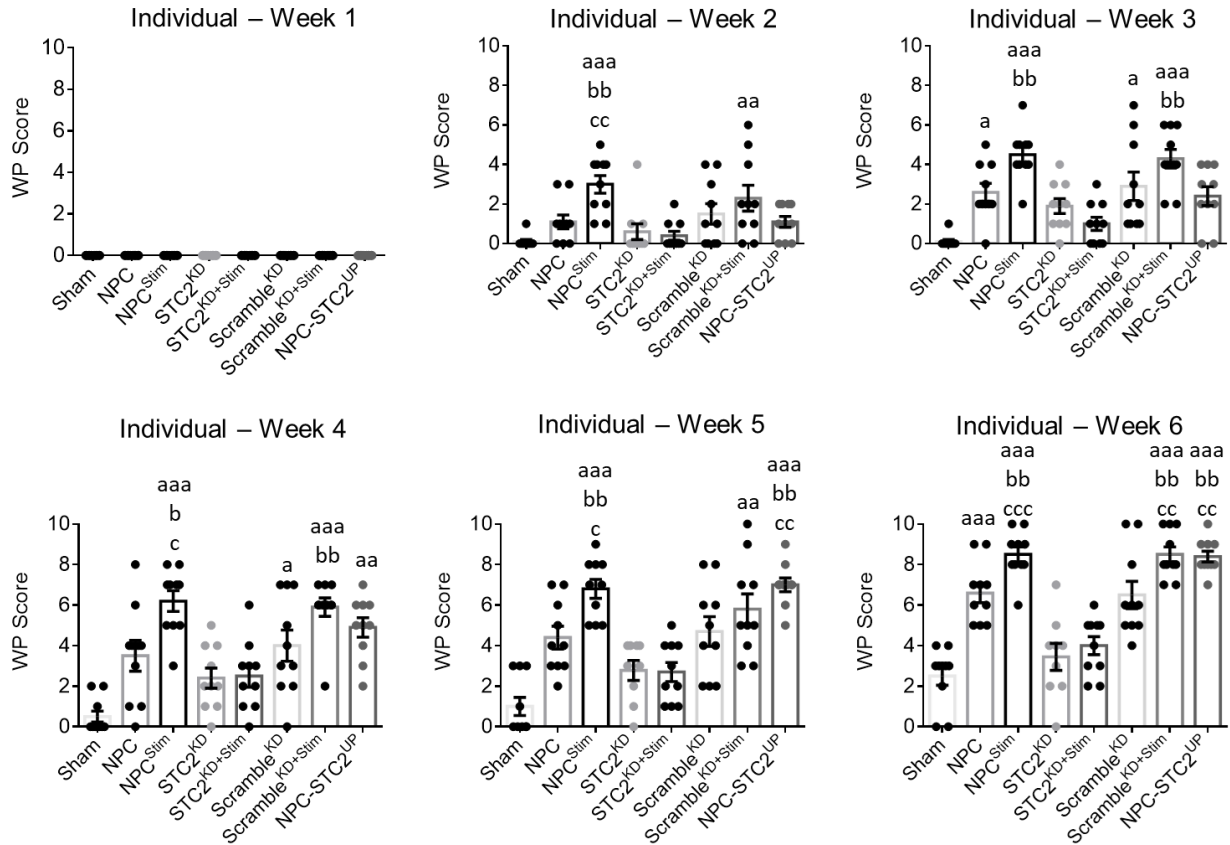 Individual – Week 1
WP Score
10
8
6
4
2
0
Sham
NPC
NPC^Stim
STC2^KD
STC2^KD+Stim
Scramble^KD
Scramble^KD+Stim
NPC-STC2^UP
Individual – Week 2
WP Score
10
8
6
4
2
0
aaa
bb
cc
aa
Sham
NPC
NPC^Stim
STC2^KD
STC2^KD+Stim
Scramble^KD
Scramble^KD+Stim
NPC-STC2^UP
Individual – Week 3
WP Score
10
8
6
4
2
0
a
aaa
bb
a
aaa
bb
Sham
NPC
NPC^Stim
STC2^KD
STC2^KD+Stim
Scramble^KD
Scramble^KD+Stim
NPC-STC2^UP
Individual – Week 4
WP Score
10
8
6
4
2
0
aaa
b
c
a
aaa
bb
aa
Sham
NPC
NPC^Stim
STC2^KD
STC2^KD+Stim
Scramble^KD
Scramble^KD+Stim
NPC-STC2^UP
Individual – Week 5
WP Score
10
8
6
4
2
0
aaa
bb
c
aa
aaa
bb
cc
Sham
NPC
NPC^Stim
STC2^KD
STC2^KD+Stim
Scramble^KD
Scramble^KD+Stim
NPC-STC2^UP
Individual – Week 6
WP Score
10
8
6
4
2
0
aaa
aaa
bb
ccc
aaa
bb
cc
aaa
bb
cc
Sham
NPC
NPC^Stim
STC2^KD
STC2^KD+Stim
Scramble^KD
Scramble^KD+Stim
NPC-STC2^UP